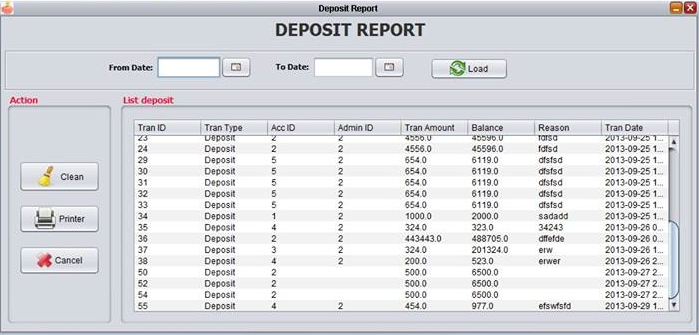 Deposit Report
DEPOSIT REPORT
From Date: To Date: Load
Action
List deposit
Clean
Printer
Cancel
Tran ID Tran Type Acc ID Admin ID Tran Amount Balance Reason Tran Date
23 Deposit 2 2 4556.0 45596.0 fdfsd 2013-09-25 1...
24 Deposit 2 2 4556.0 45596.0 fdfsd 2013-09-25 1...
29 Deposit 5 2 654.0 6119.0 dfsfsd 2013-09-25 1...
30 Deposit 5 2 654.0 6119.0 dfsfsd 2013-09-25 1...
31 Deposit 5 2 654.0 6119.0 dfsfsd 2013-09-25 1...
32 Deposit 5 2 654.0 6119.0 dfsfsd 2013-09-25 1...
33 Deposit 5 2 654.0 6119.0 dfsfsd 2013-09-25 1...
34 Deposit 1 2 1000.0 2000.0 sadadd 2013-09-25 1...
35 Deposit 4 2 324.0 323.0 34243 2013-09-26 0...
36 Deposit 2 2 443443.0 488705.0 dffefde 2013-09-26 0...
37 Deposit 3 2 324.0 201324.0 erw 2013-09-26 0...
38 Deposit 4 2 200.0 523.0 erwer 2013-09-26 0...
50 Deposit 2 500.0 6500.0 2013-09-27 2...
52 Deposit 2 500.0 6500.0 2013-09-27 2...
54 Deposit 2 500.0 6500.0 2013-09-27 2...
55 Deposit 4 2 454.0 977.0 efswfsfd 2013-09-29 1...